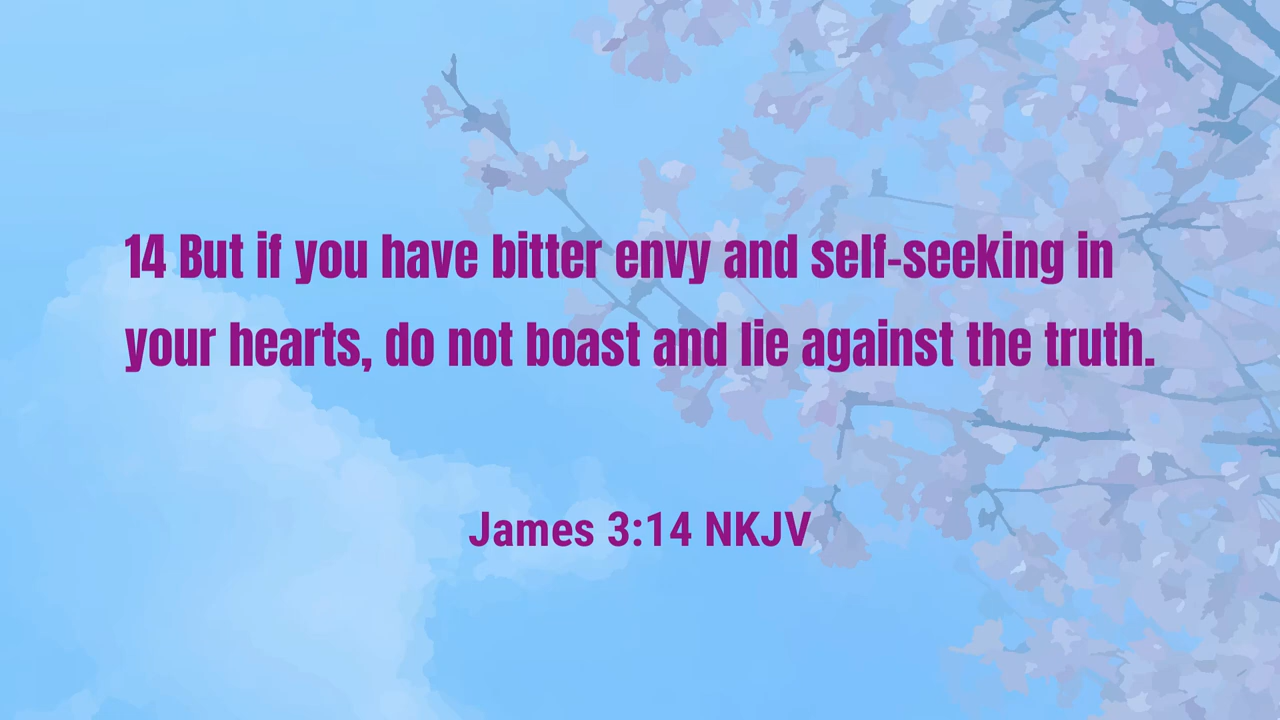 14 But if you have bitter envy and self-seeking in
your hearts, do not boast and lie against the truth.
James 3:14 NKJV